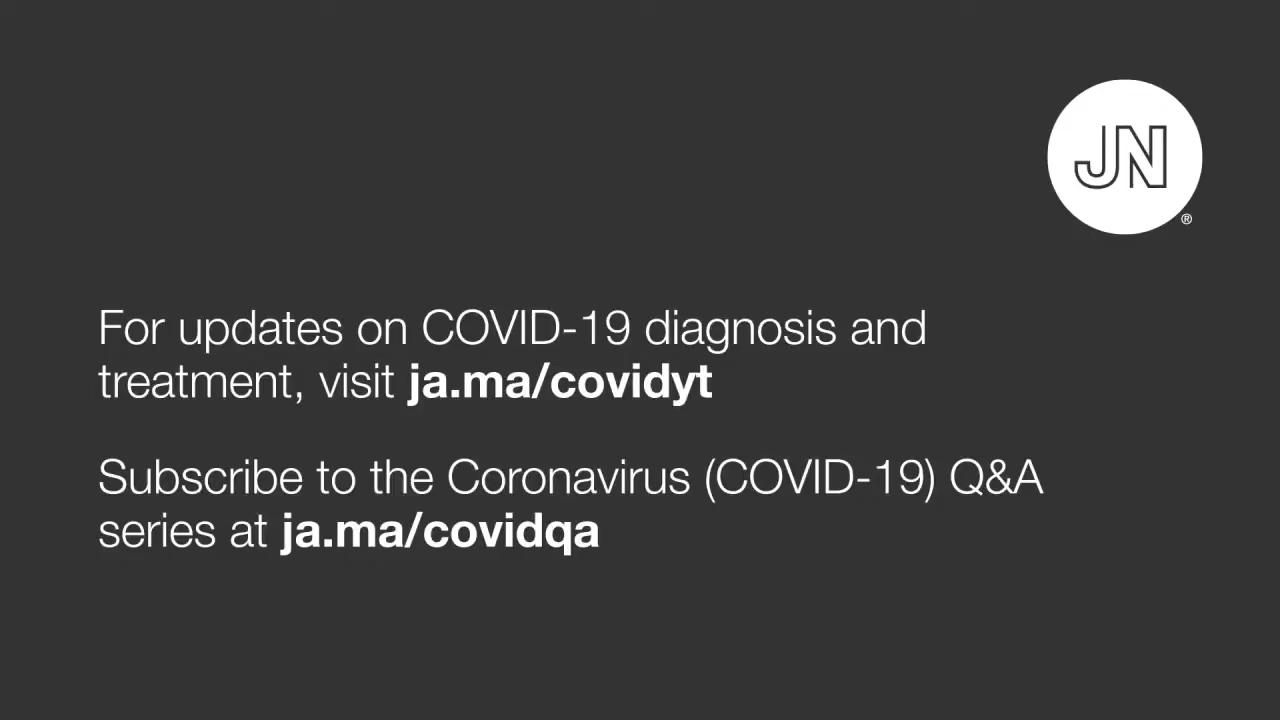 JN
®
For updates on COVID-19 diagnosis and
treatment, visit ja.ma/covidyt
Subscribe to the Coronavirus (COVID-19) Q&A
series at ja.ma/covidqa